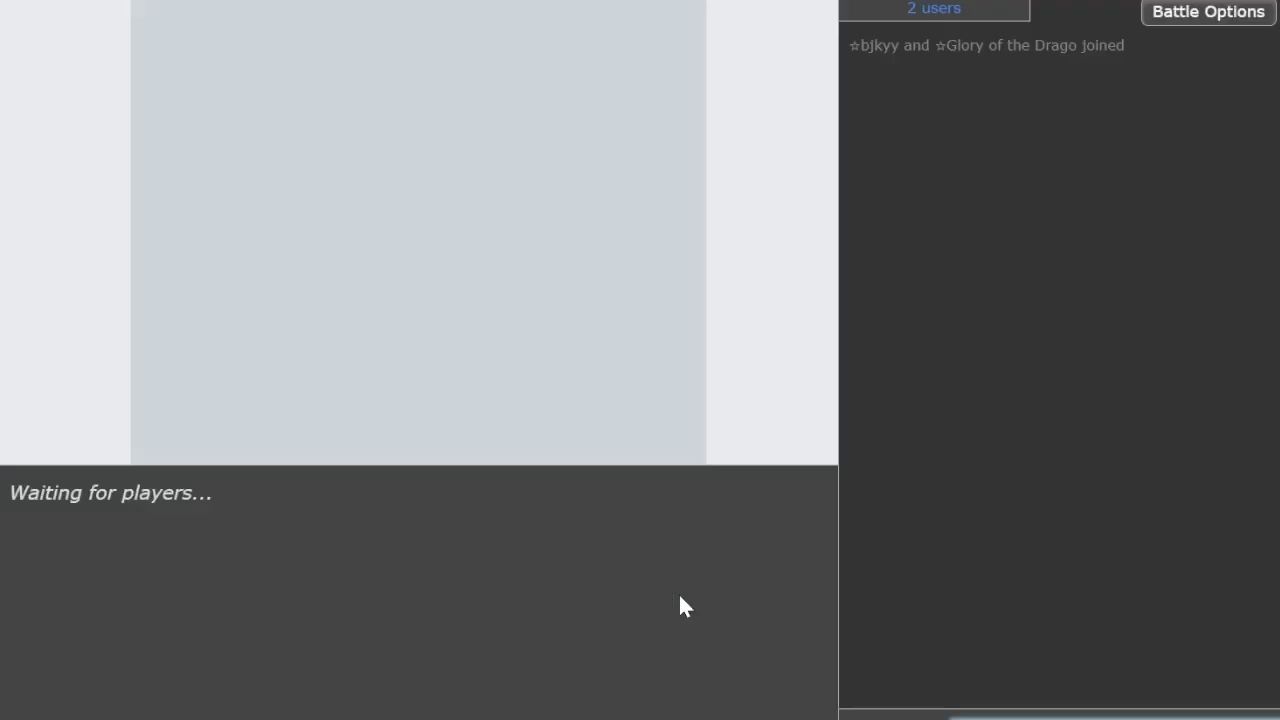 2 users
Battle Options
☆bjkyy and ☆Glory of the Drago joined
Waiting for players...